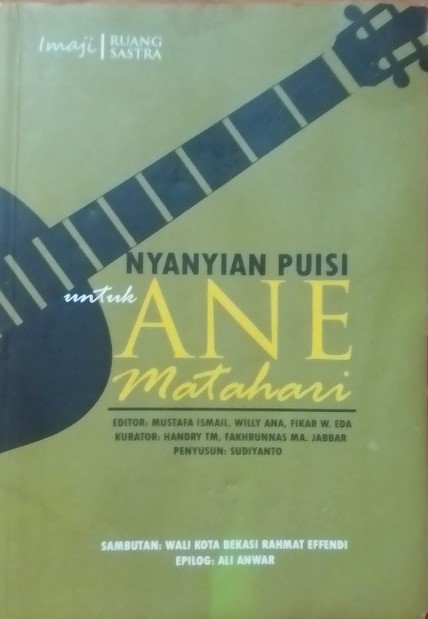 Imaji | RUANG SASTRA
NYANYIAN PUISI
untuk
ANE
Matahari
EDITOR: MUSTAFA ISMAIL, WILLY ANA, FIKAR W. EDA
KURATOR: HANDRY TM, FAKHRUNNAS MA. JABBAR
PENYUSUN: SUDIYANTO
SAMBUTAN: WALI KOTA BEKASI RAHMAT EFFENDI
EPILOG: ALI ANWAR